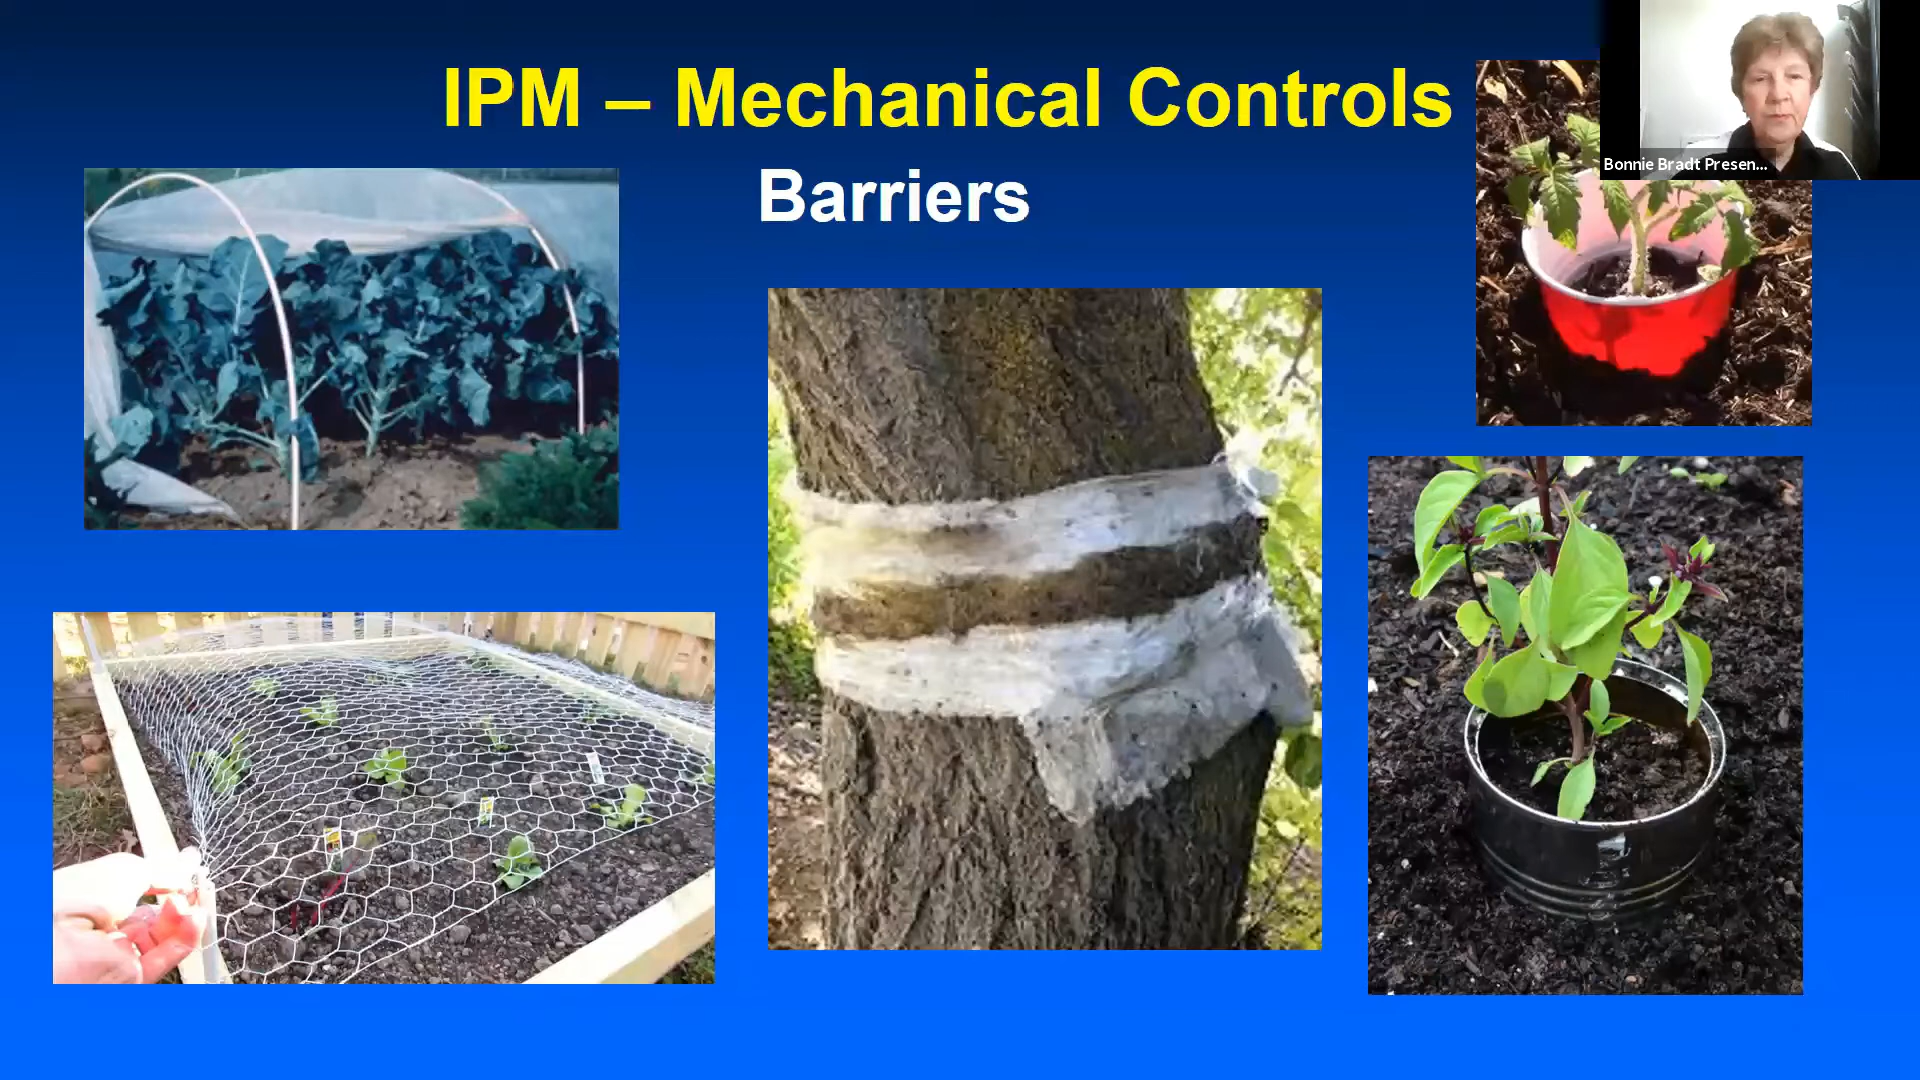 IPM – Mechanical Controls
Barriers
Bonnie Bradt Presen...